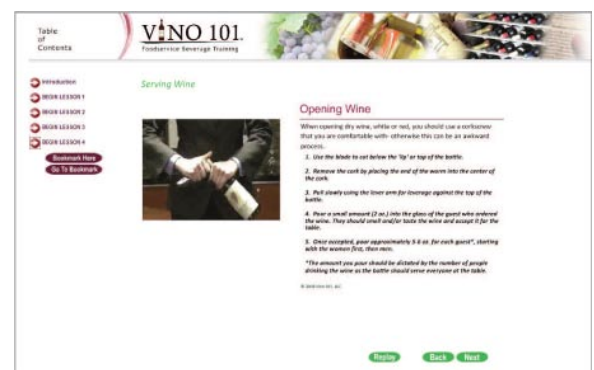 Table
of
Contents
VINO 101.
Foodservice Beverage Training
Introduction
BEGIN LESSON 1
BEGIN LESSON 2
BEGIN LESSON 3
BEGIN LESSON 4
Bookmark Here
Go To Bookmark
Serving Wine
Opening Wine
When opening dry wine, white or red, you should use a corkscrew
that you are comfortable with- otherwise this can be an awkward
process.
1. Use the blade to cut below the 'lip' or top of the bottle.
2. Remove the cork by placing the end of the worm into the center of
the cork.
3. Pull slowly using the lever arm for leverage against the top of the
bottle.
4. Pour a small amount (2 oz.) into the glass of the guest who ordered
the wine. They should smell and/or taste the wine and accept it for the
table.
5. Once accepted, pour approximately 5-6 oz. for each guest*, starting
with the women first, then men.
*The amount you pour should be dictated by the number of people
drinking the wine as the bottle should serve everyone at the table.
Replay
Back
Next